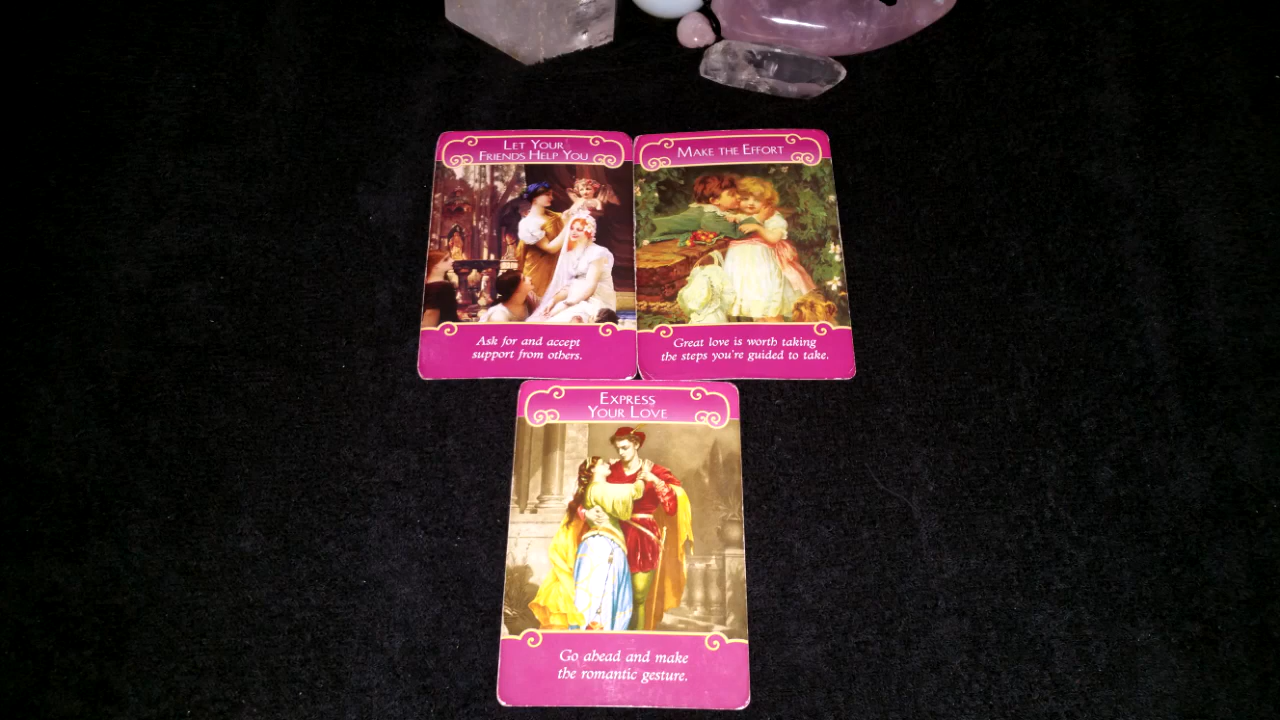 Let Your
Friends Help You
Ask for and accept
support from others.
Make the Effort
Great love is worth taking
the steps you're guided to take.
Express
Your Love
Go ahead and make
the romantic gesture.